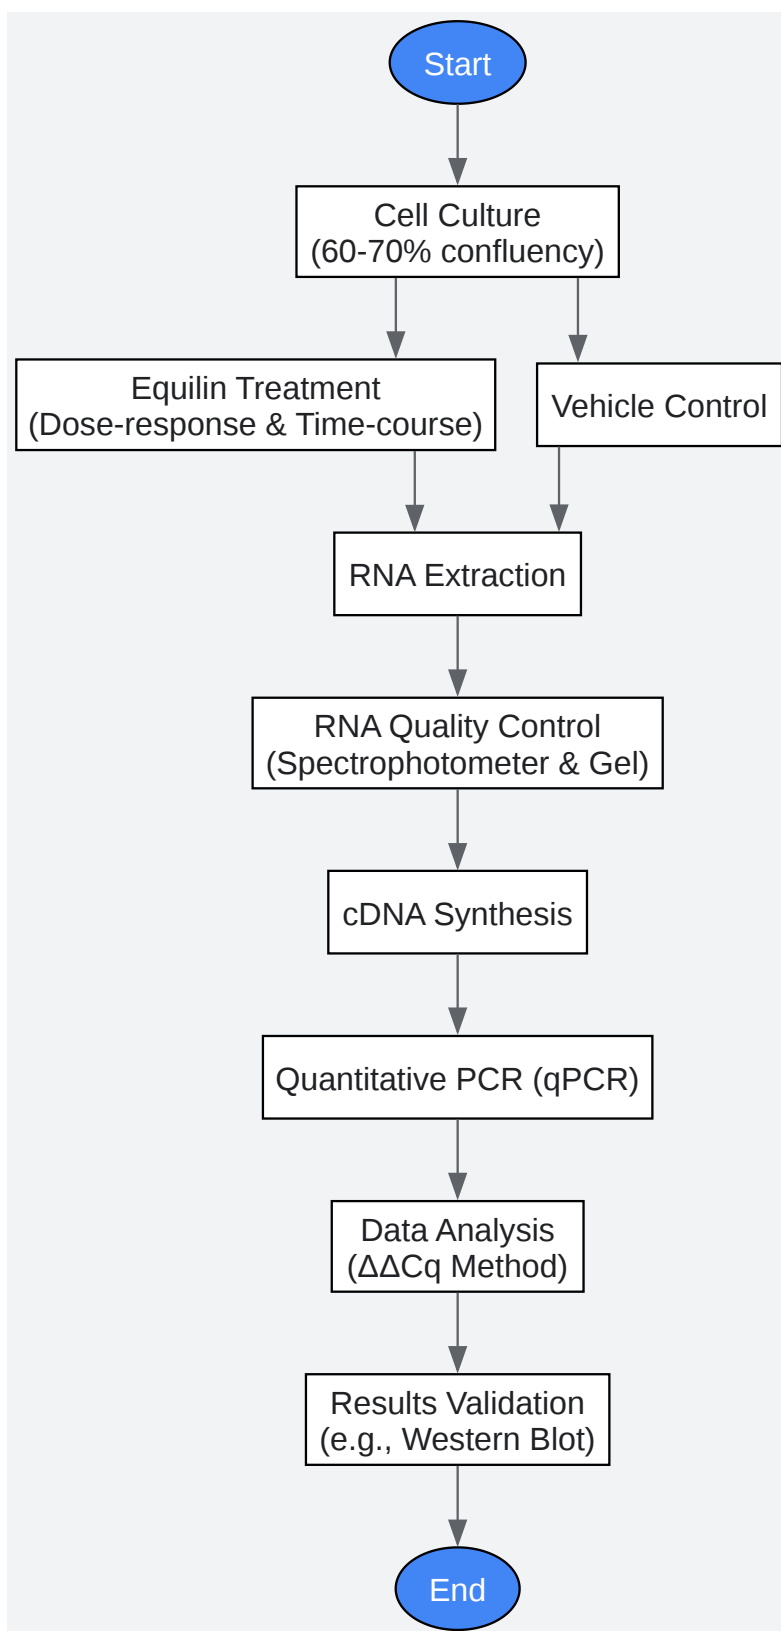 Start
Cell Culture
(60-70% confluency)
Equilin Treatment
(Dose-response & Time-course)
Vehicle Control
RNA Extraction
RNA Quality Control
(Spectrophotometer & Gel)
cDNA Synthesis
Quantitative PCR (qPCR)
Data Analysis
(ΔΔCq Method)
Results Validation
(e.g., Western Blot)
End